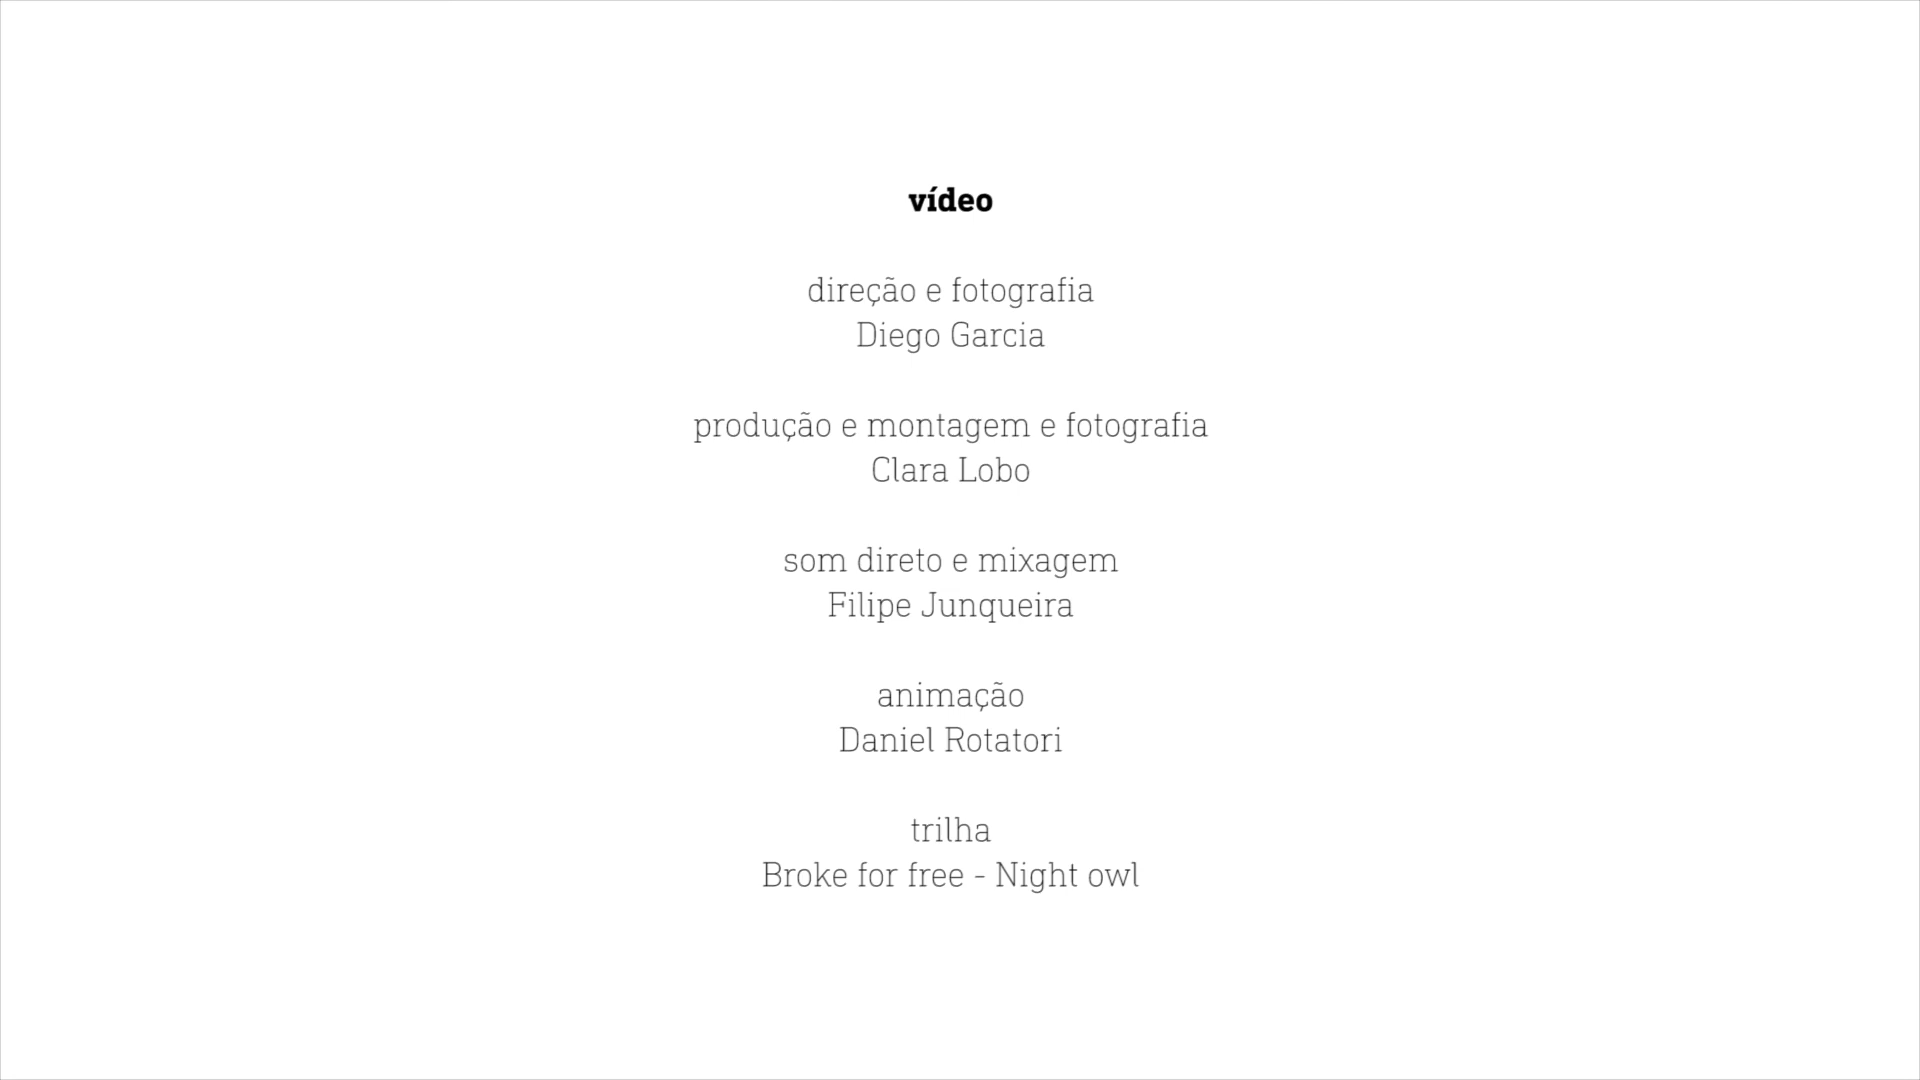 vídeo
direção e fotografia
Diego Garcia
produção e montagem e fotografia
Clara Lobo
som direto e mixagem
Filipe Junqueira
animação
Daniel Rotatori
trilha
Broke for free - Night owl